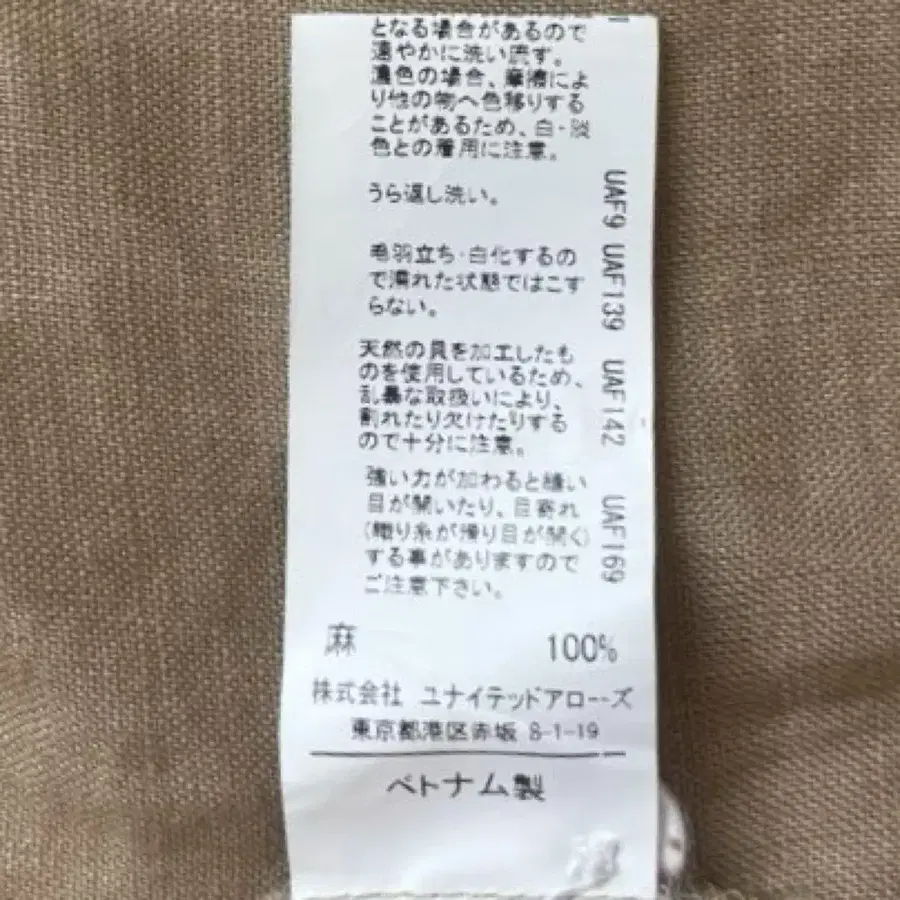 となる場合があるので
速やかに洗い流す。
濃色の場合、摩擦によ
り他の物へ色移りする
ことがあるため、白・淡
色との着用に注意。
うら返し洗い。
毛羽立ち・白化するの
で濡れた状態ではこす
らない。
天然の貝を加工したも
のを使用しているため、
乱暴な取扱いにより、
割れたり欠けたりする
ので十分に注意。
強い力が加わると縫い
目が開いたり、目寄れ
(織り糸が滑り目が開く)
する事がありますので
ご注意下さい。
UAF9 UAF139 UAF142 UAF169
麻 100%
株式会社 ユナイテッドアローズ
東京都港区赤坂 8-1-19
ベトナム製